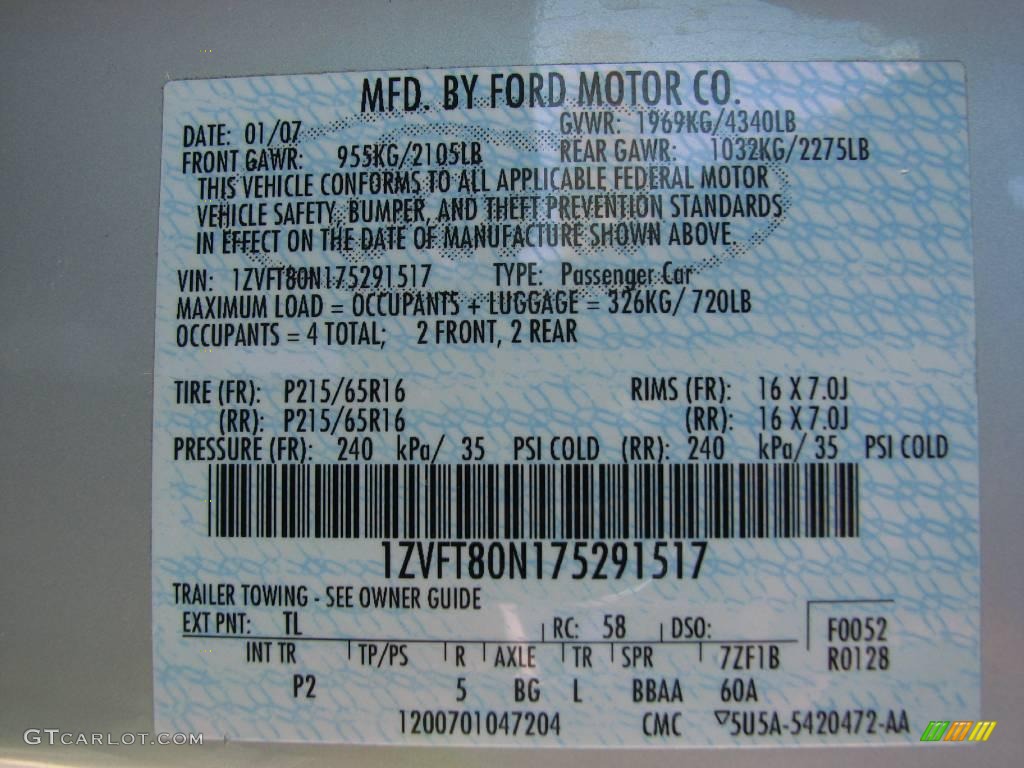 MFD. BY FORD MOTOR CO.
DATE: 01/07 GVWR: 1969KG/4340LB
FRONT GAWR: 955KG/2105LB REAR GAWR: 1032KG/2275LB
THIS VEHICLE CONFORMS TO ALL APPLICABLE FEDERAL MOTOR
VEHICLE SAFETY, BUMPER, AND THEFT PREVENTION STANDARDS
IN EFFECT ON THE DATE OF MANUFACTURE SHOWN ABOVE.
VIN: 1ZVFT80N175291517 TYPE: Passenger Car
MAXIMUM LOAD = OCCUPANTS + LUGGAGE = 326KG/ 720LB
OCCUPANTS = 4 TOTAL; 2 FRONT, 2 REAR
TIRE (FR): P215/65R16 RIMS (FR): 16 X 7.0J
(RR): P215/65R16 (RR): 16 X 7.0J
PRESSURE (FR): 240 kPa/ 35 PSI COLD (RR): 240 kPa/ 35 PSI COLD
1ZVFT80N175291517
TRAILER TOWING - SEE OWNER GUIDE
EXT PNT: TL RC: 58 DSO: F0052
INT TR TP/PS R AXLE TR SPR 7ZF1B R0128
P2 5 BG L BBAA 60A
1200701047204 CMC ▽5U5A-5420472-AA
GTCARLOT.COM